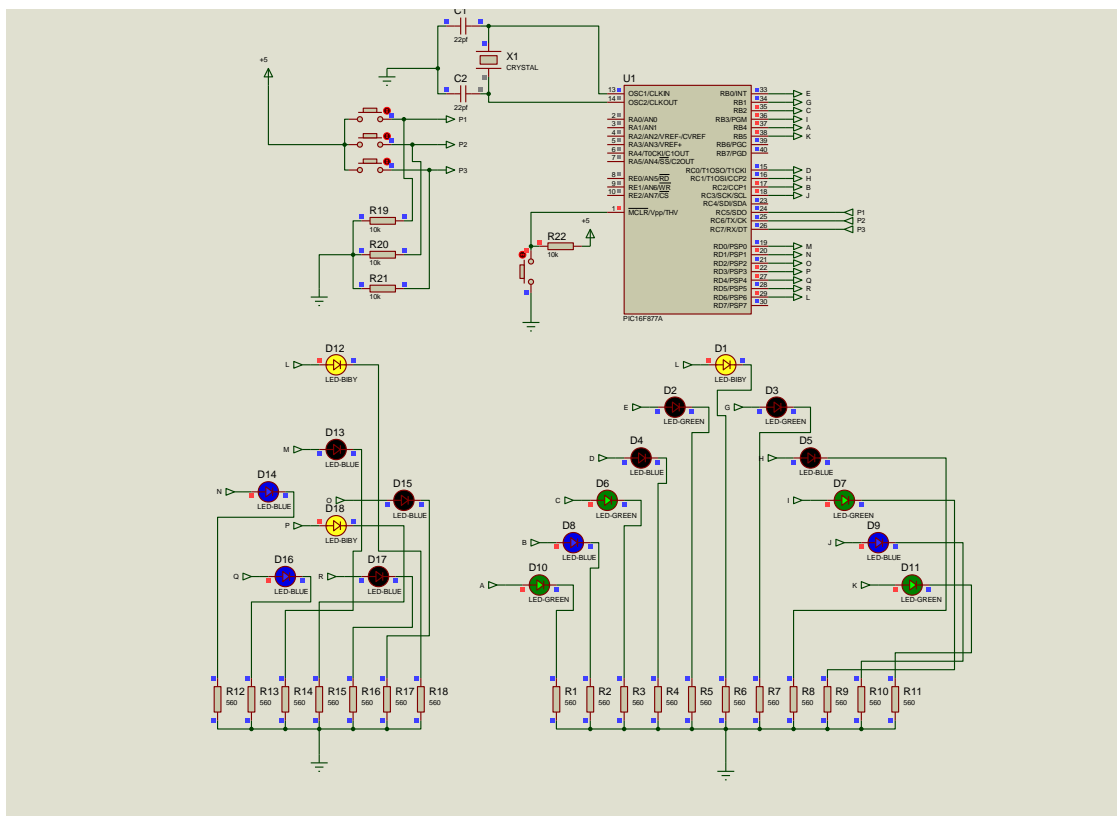 C1
22pf
X1
CRYSTAL
C2
22pf
+5
P1
P2
P3
R19
10k
R20
10k
R21
10k
R22
10k
+5
U1
13 OSC1/CLKIN
14 OSC2/CLKOUT
2 RA0/AN0
3 RA1/AN1
4 RA2/AN2/VREF-/CVREF
5 RA3/AN3/VREF+
6 RA4/T0CKI/C1OUT
7 RA5/AN4/SS/C2OUT
8 RE0/AN5/RD
9 RE1/AN6/WR
10 RE2/AN7/CS
1 MCLR/Vpp/THV
RB0/INT 33 E
RB1 34 G
RB2 35 C
RB3/PGM 36 I
RB4 37 A
RB5 38 K
RB6/PGC 39
RB7/PGD 40
RC0/T1OSO/T1CKI 15 D
RC1/T1OSI/CCP2 16 H
RC2/CCP1 17 B
RC3/SCK/SCL 18 J
RC4/SDI/SDA 23
RC5/SDO 24 P1
RC6/TX/CK 25 P2
RC7/RX/DT 26 P3
RD0/PSP0 19 M
RD1/PSP1 20 N
RD2/PSP2 21 O
RD3/PSP3 22 P
RD4/PSP4 27 Q
RD5/PSP5 28 R
RD6/PSP6 29 L
RD7/PSP7 30
PIC16F877A
D12
L
LED-BIBY
D13
M
LED-BLUE
D14
N
LED-BLUE
D15
O
LED-BLUE
D18
P
LED-BIBY
D16
Q
LED-BLUE
D17
R
LED-BLUE
R12 R13 R14 R15 R16 R17 R18
560 560 560 560 560 560 560
D1
L
LED-BIBY
D2
E
LED-GREEN
D3
G
LED-GREEN
D4
D
LED-BLUE
D5
H
LED-BLUE
D6
C
LED-GREEN
D7
I
LED-GREEN
D8
B
LED-BLUE
D9
J
LED-BLUE
D10
A
LED-GREEN
D11
K
LED-GREEN
R1 R2 R3 R4 R5 R6 R7 R8 R9 R10 R11
560 560 560 560 560 560 560 560 560 560 560